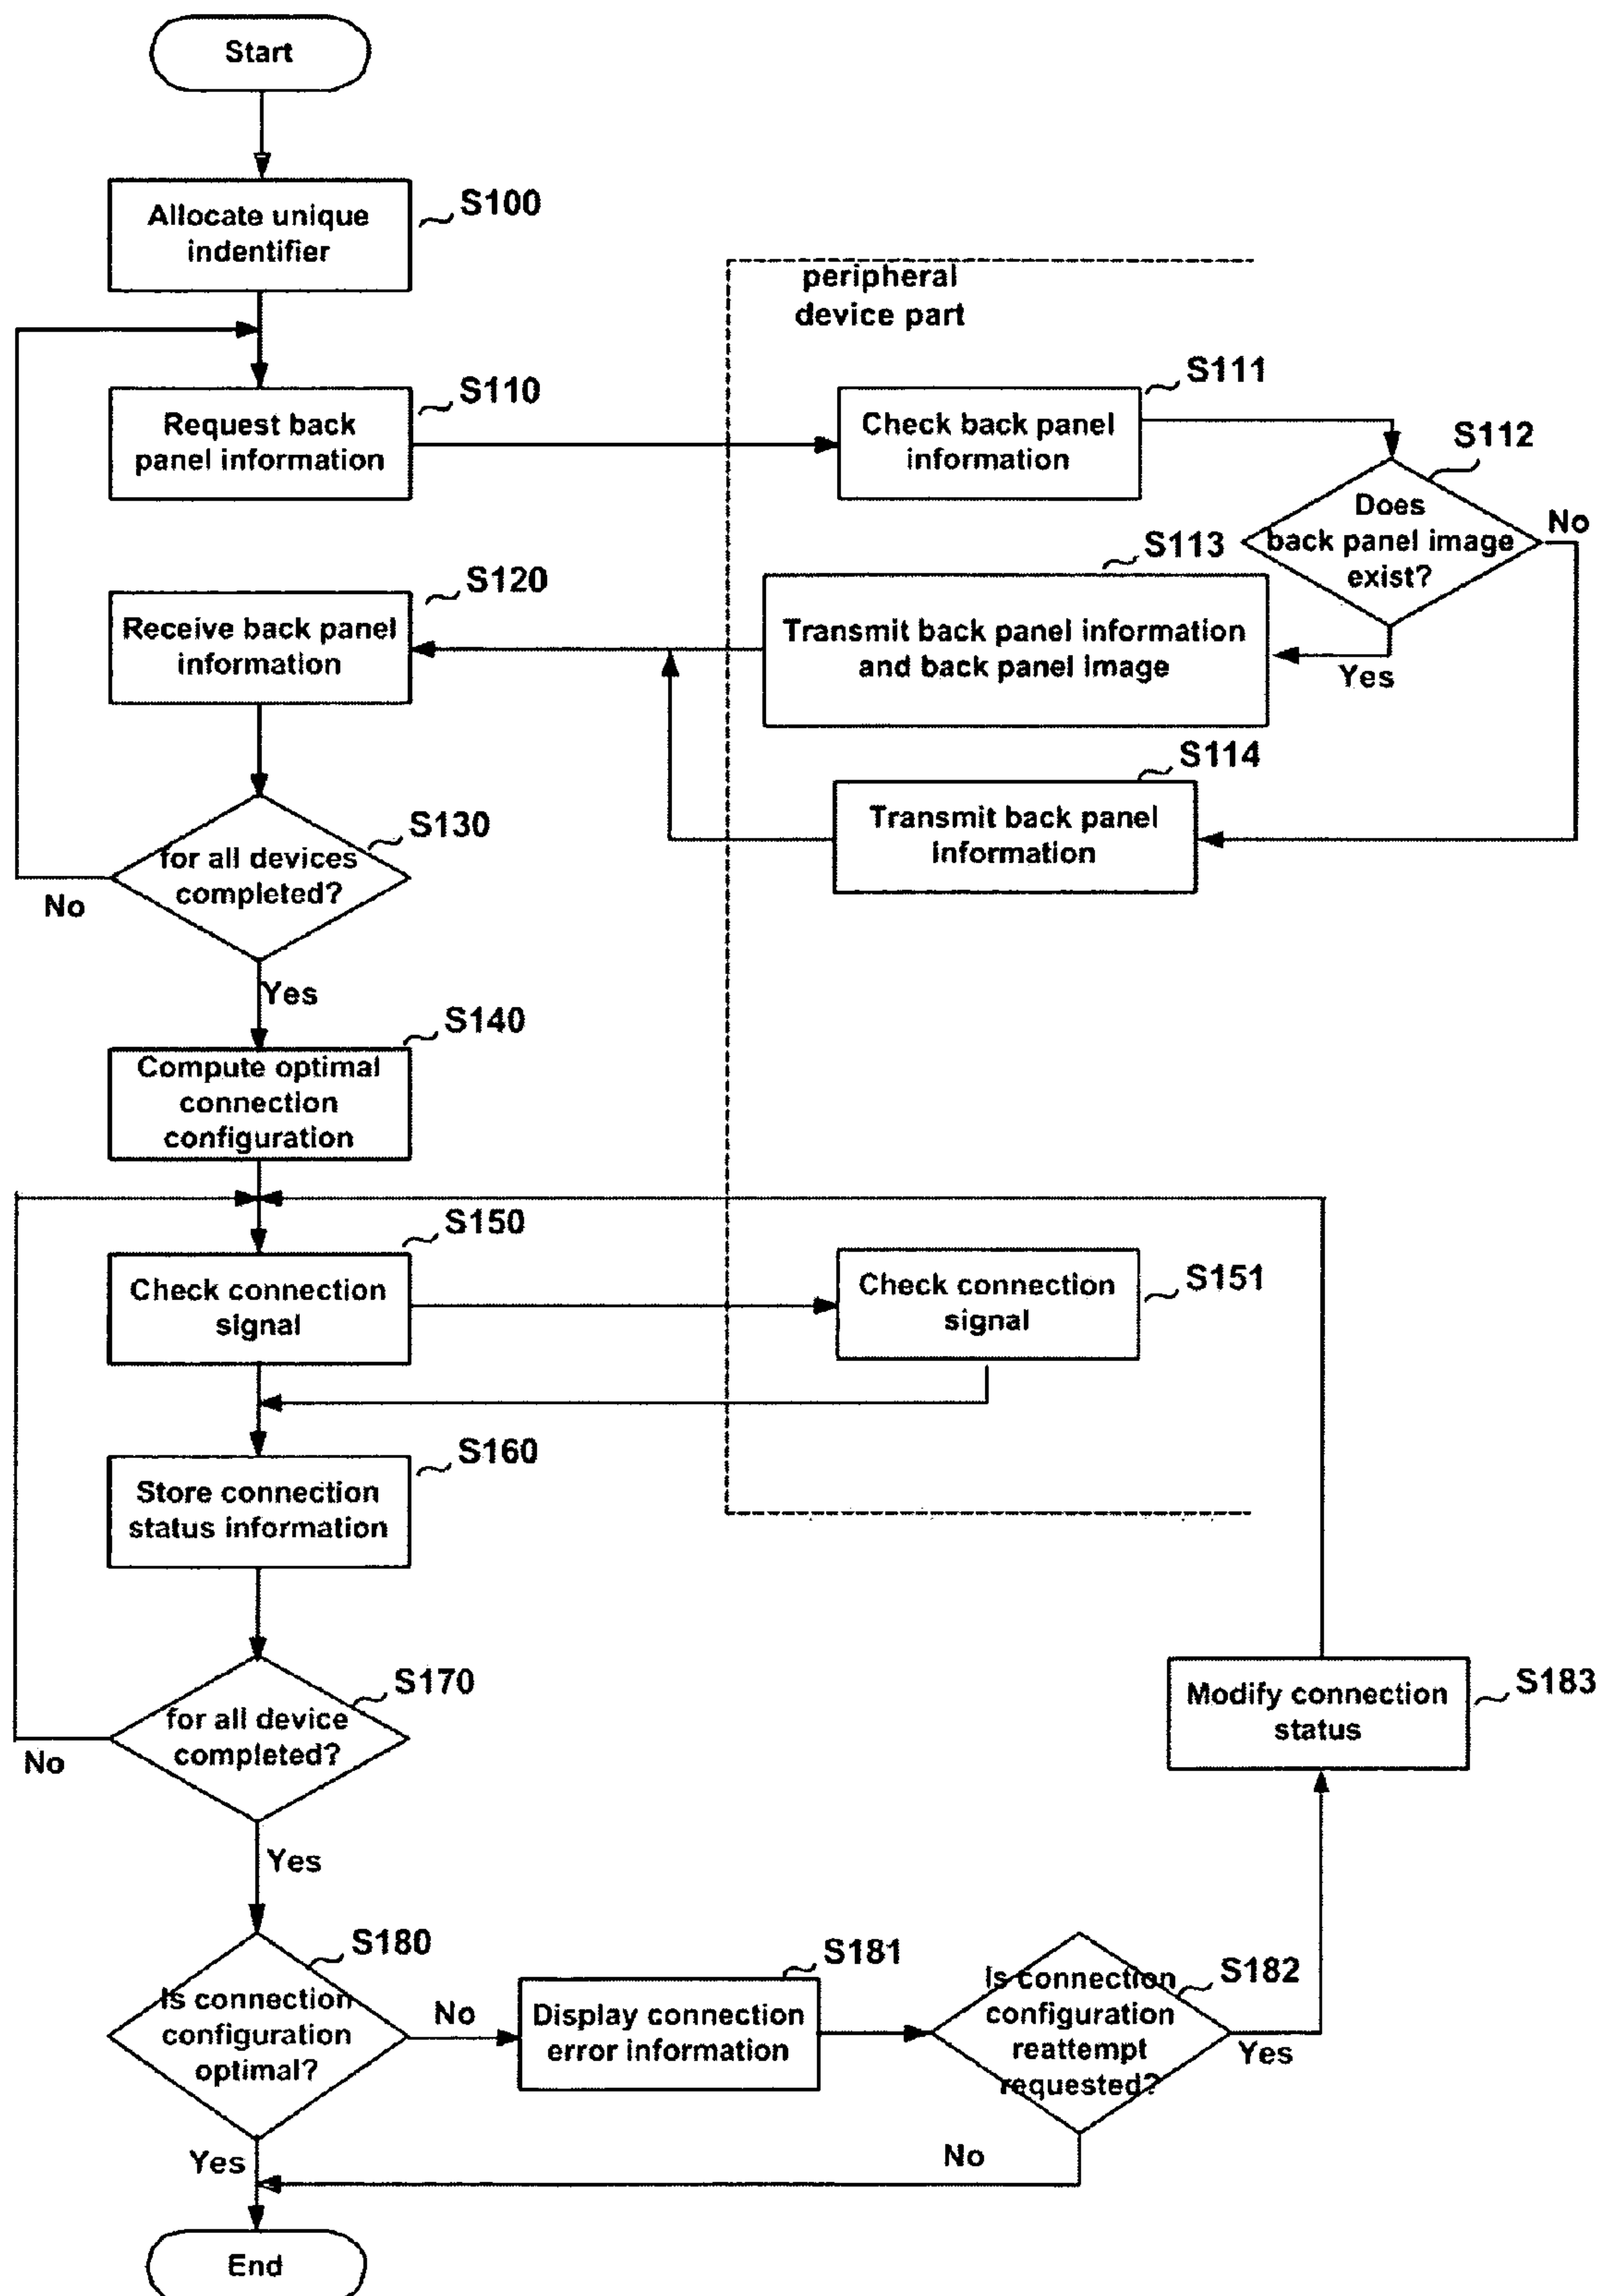 Start
Allocate unique
indentifier
S100
peripheral
device part
Request back
panel information
S110
Check back panel
information
S111
Does
back panel image
exist?
S112
No
Yes
Transmit back panel information
and back panel image
S113
Receive back panel
information
S120
Transmit back panel
information
S114
for all devices
completed?
S130
No
Yes
Compute optimal
connection
configuration
S140
Check connection
signal
S150
Check connection
signal
S151
Store connection
status information
S160
for all device
completed?
S170
No
Yes
Modify connection
status
S183
Is connection
configuration
optimal?
S180
No
Display connection
error information
S181
Is connection
configuration
reattempt
requested?
S182
Yes
Yes
No
End